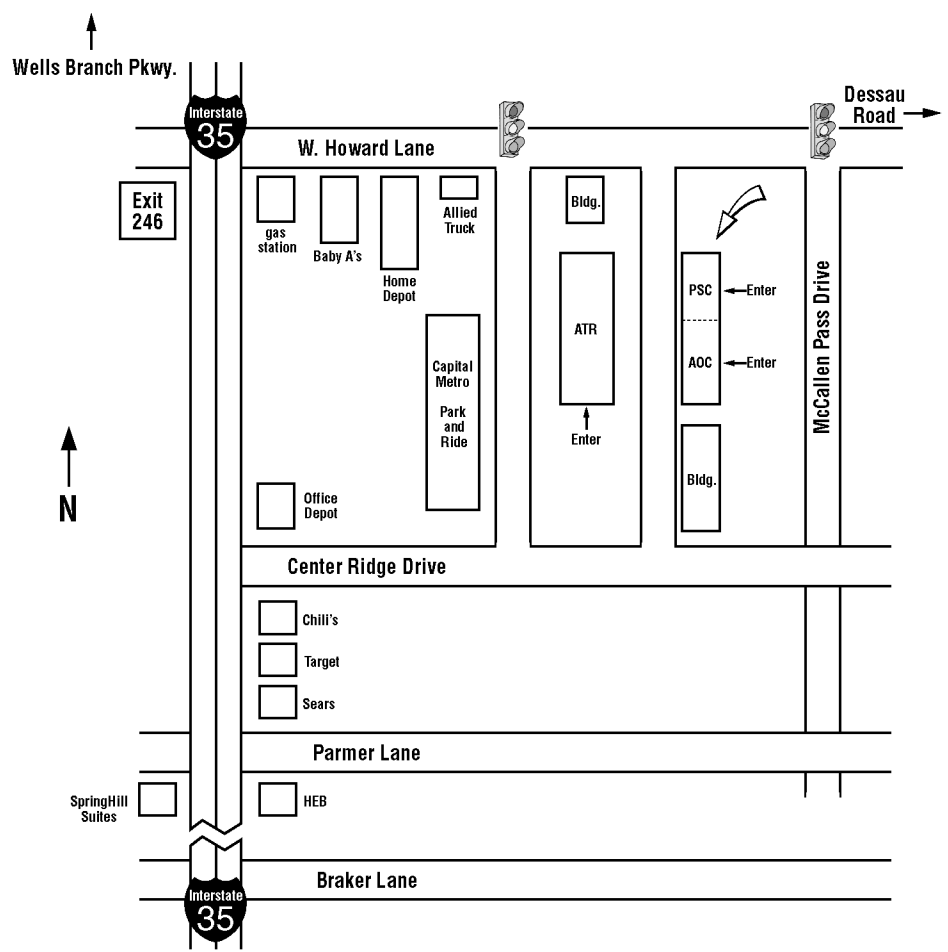 Wells Branch Pkwy.
Interstate
35
Dessau
Road
W. Howard Lane
Exit
246
gas
station
Baby A's
Home
Depot
Allied
Truck
Bldg.
PSC
Enter
ATR
AOC
Enter
McCallen Pass Drive
Capital
Metro
Park
and
Ride
Enter
N
Office
Depot
Bldg.
Center Ridge Drive
Chili's
Target
Sears
Parmer Lane
SpringHill
Suites
HEB
Braker Lane
Interstate
35